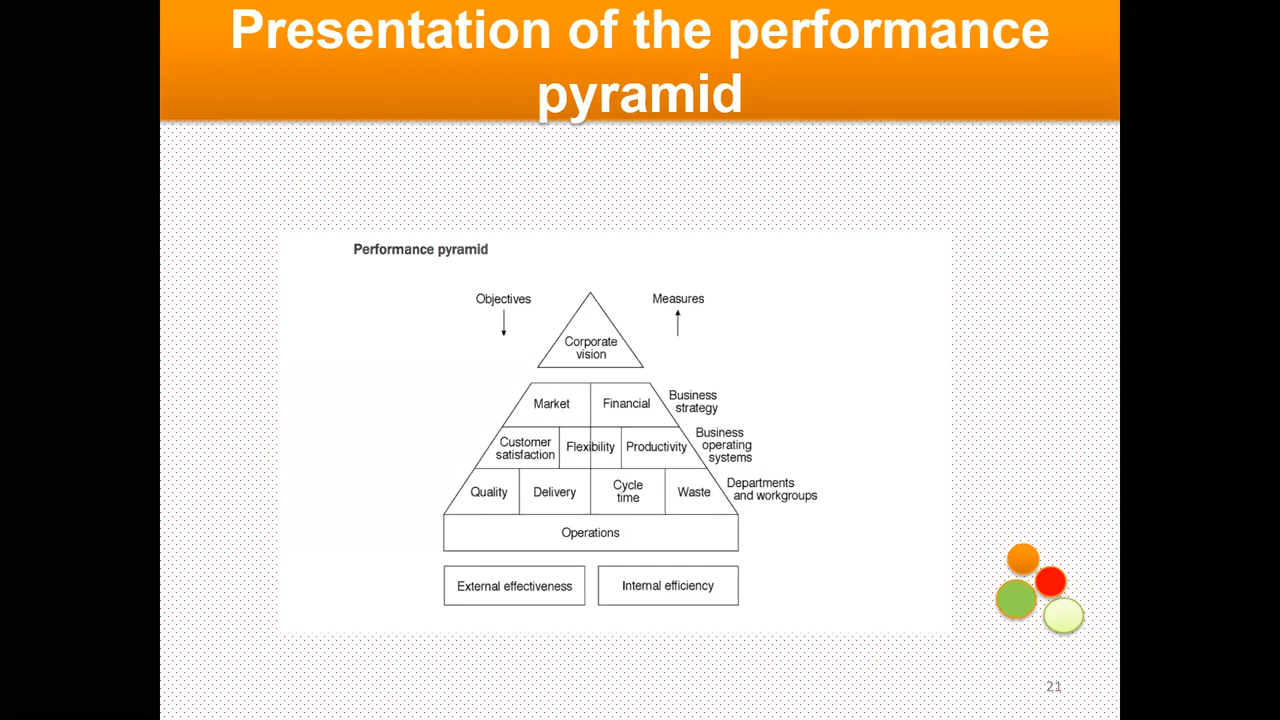 Presentation of the performance
pyramid
Performance pyramid
Objectives
Measures
Corporate
vision
Market
Financial
Business
strategy
Customer
satisfaction
Flexibility
Productivity
Business
operating
systems
Quality
Delivery
Cycle
time
Waste
Departments
and workgroups
Operations
External effectiveness
Internal efficiency
21